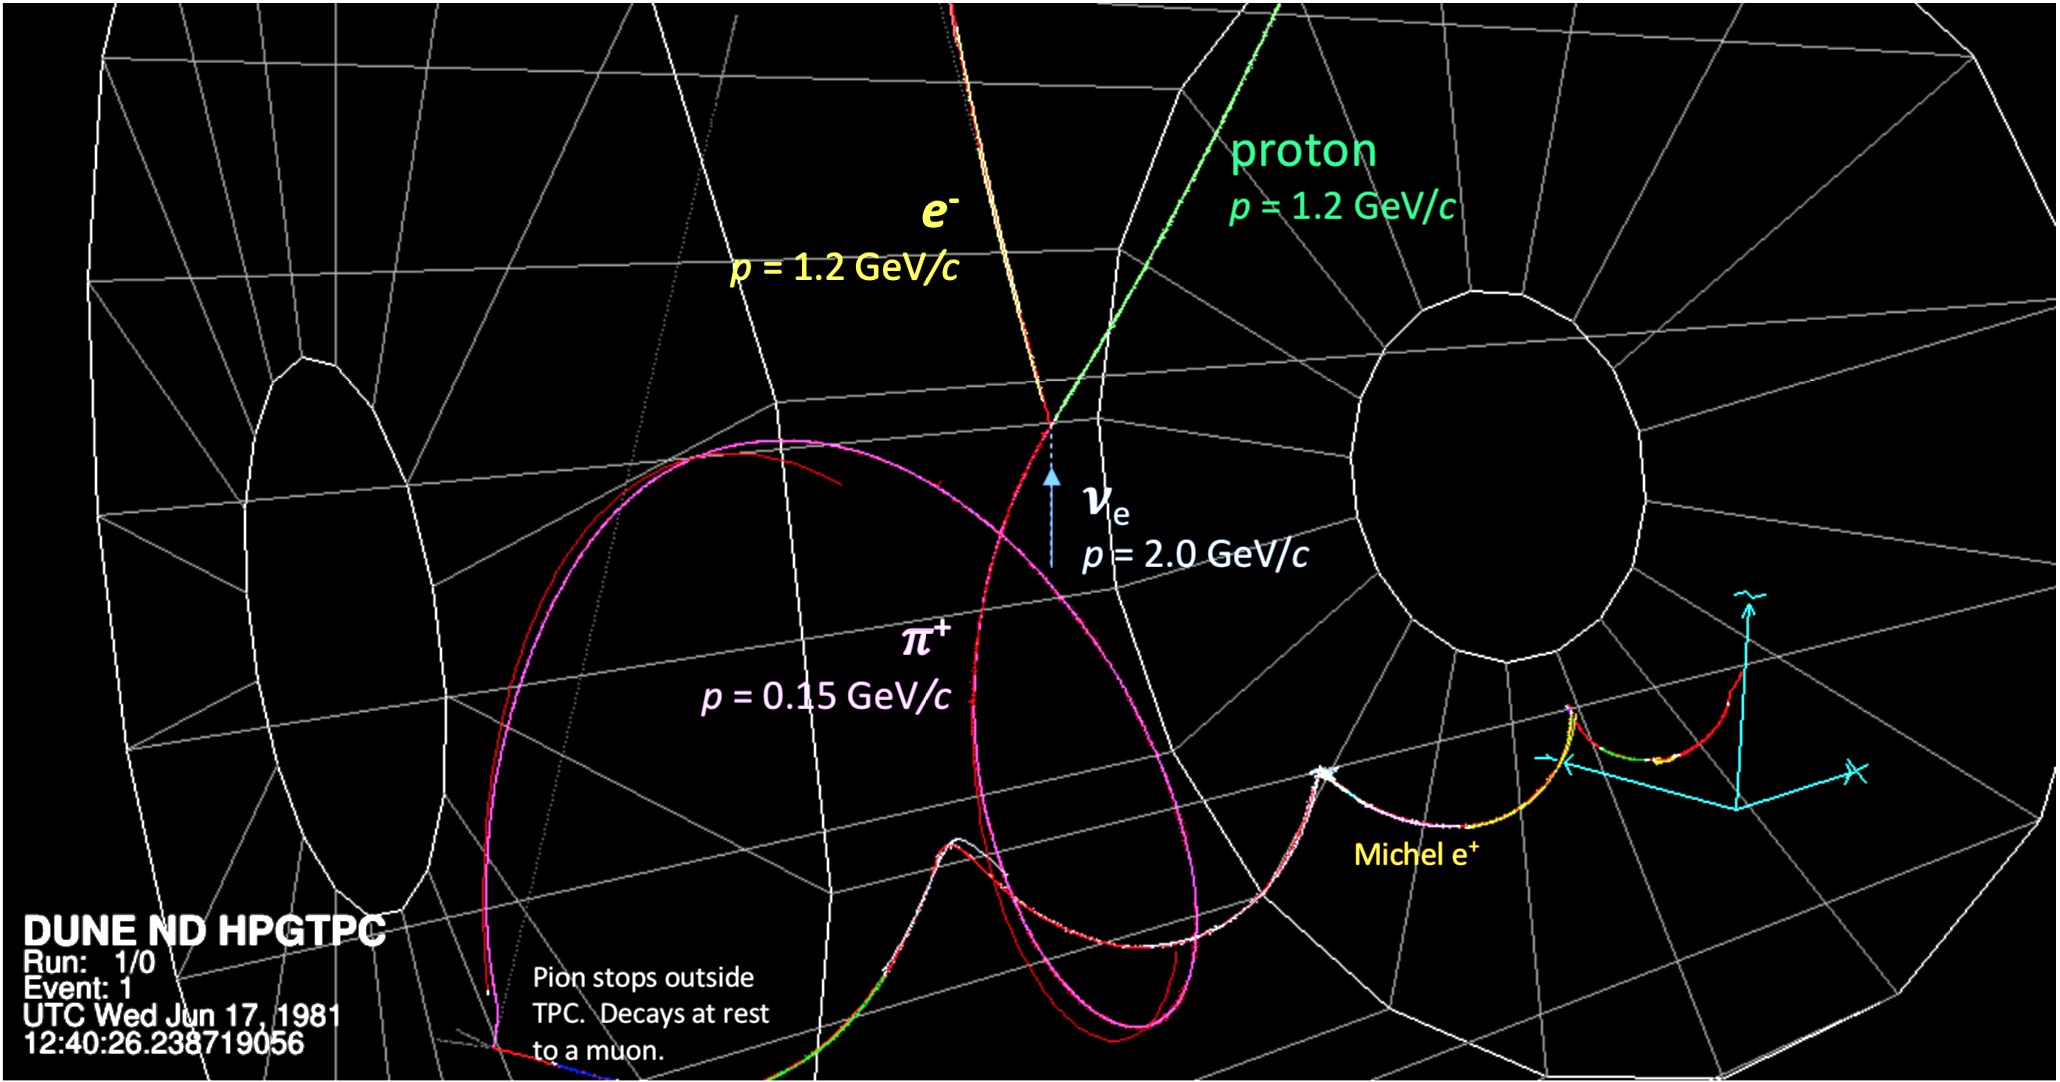 proton
p = 1.2 GeV/c
e-
p = 1.2 GeV/c
νe
p = 2.0 GeV/c
π+
p = 0.15 GeV/c
Michel e+
Pion stops outside
TPC. Decays at rest
to a muon.
DUNE ND HPGTPC
Run: 1/0
Event: 1
UTC Wed Jun 17, 1981
12:40:26.238719056